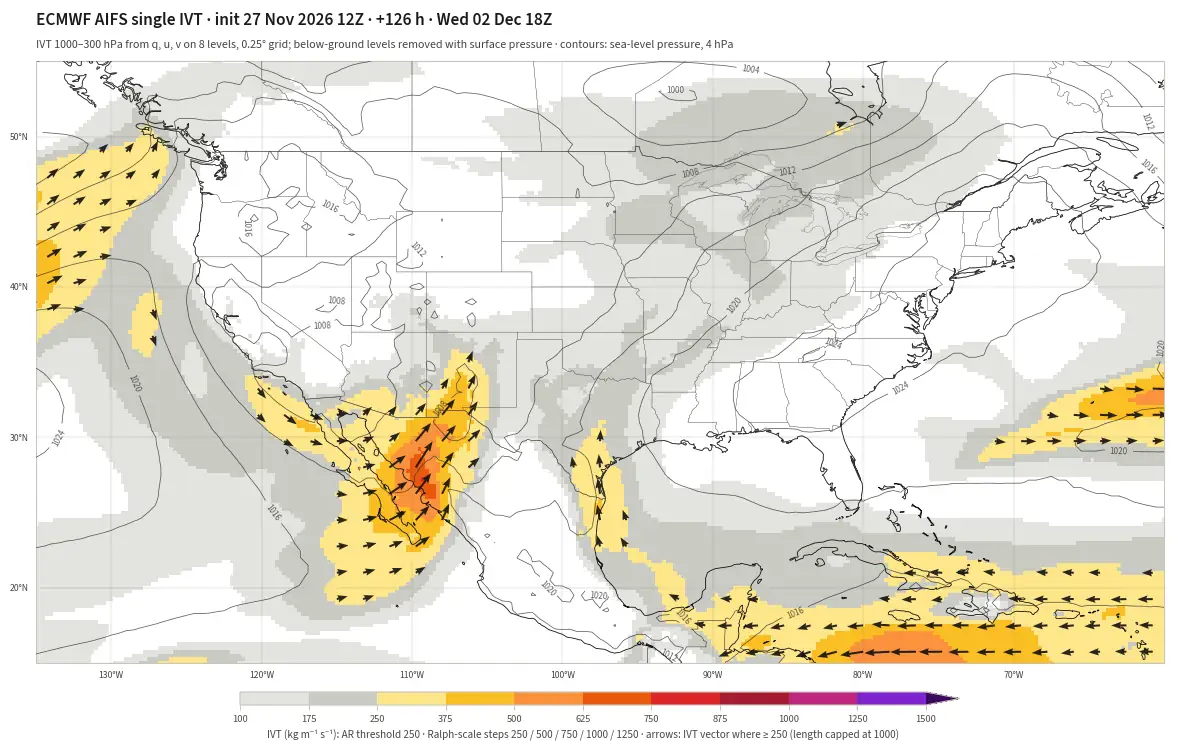 ECMWF AIFS single IVT · init 27 Nov 2026 12Z · +126 h · Wed 02 Dec 18Z
IVT 1000–300 hPa from q, u, v on 8 levels, 0.25° grid; below-ground levels removed with surface pressure · contours: sea-level pressure, 4 hPa
1004
1000
1012
50°N
1008
1012
1016
1016
1016
1012
40°N
1008
1020
1008
1024
1020
1020
1024
1008
1024
30°N
1020
1016
20°N
1020
1020
1016
1016
1012
130°W 120°W 110°W 100°W 90°W 80°W 70°W
100 175 250 375 500 625 750 875 1000 1250 1500
IVT (kg m⁻¹ s⁻¹): AR threshold 250 · Ralph-scale steps 250 / 500 / 750 / 1000 / 1250 · arrows: IVT vector where ≥ 250 (length capped at 1000)